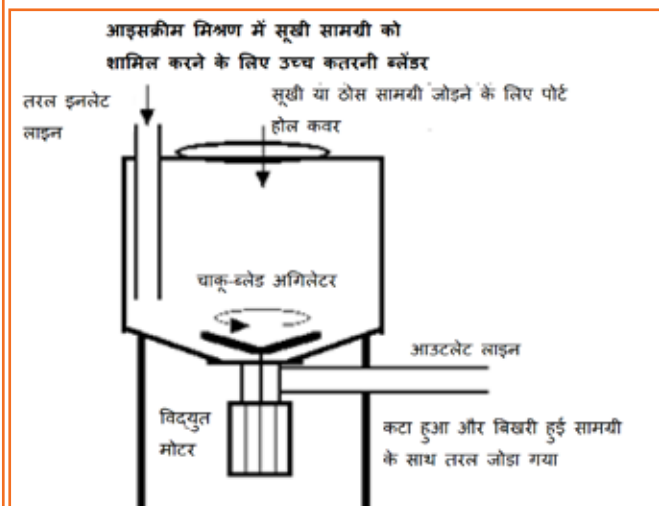 आइसक्रीम मिश्रण में सूखी सामग्री को
शामिल करने के लिए उच्च कतरनी ब्लेंडर
तरल इनलेट
लाइन
सूखी या ठोस सामग्री जोड़ने के लिए पोर्ट
होल कवर
चाकू-ब्लेड अगिलेटर
आउटलेट लाइन
विद्युत
मोटर
कटा हुआ और बिखरी हुई सामग्री
के साथ तरल जोडा गया